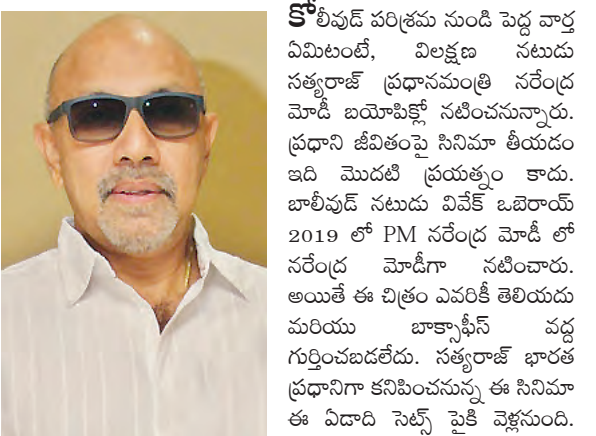 కోలీవుడ్ పరిశ్రమ నుండి పెద్ద వార్త
ఏమిటంటే, విలక్షణ నటుడు
సత్యరాజ్ ప్రధానమంత్రి నరేంద్ర
మోడీ బయోపిక్లో నటించనున్నారు.
ప్రధాని జీవితంపై సినిమా తీయడం
ఇది మొదటి ప్రయత్నం కాదు.
బాలీవుడ్ నటుడు వివేక్ ఒబెరాయ్
2019 లో PM నరేంద్ర మోడీ లో
నరేంద్ర మోడీగా నటించారు.
అయితే ఈ చిత్రం ఎవరికీ తెలియదు
మరియు బాక్సాఫీస్ వద్ద
గుర్తించబడలేదు. సత్యరాజ్ భారత
ప్రధానిగా కనిపించనున్న ఈ సినిమా
ఈ ఏడాది సెట్స్ పైకి వెళ్లనుంది.